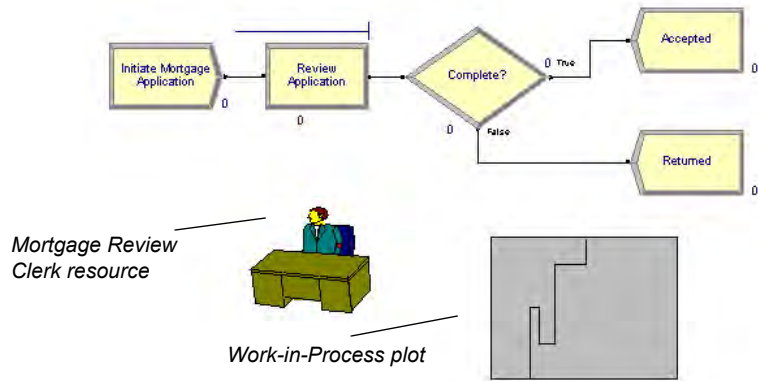 Initiate Mortgage
Application
0
Review
Application
0
Complete?
0 True
0
False
Accepted
0
Returned
0
Mortgage Review
Clerk resource
Work-in-Process plot